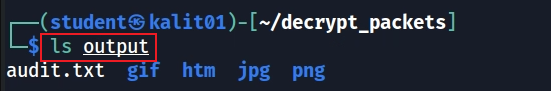 ┌──(student㉿kalit01)-[~/decrypt_packets]
└─$ ls output
audit.txt  gif  htm  jpg  png